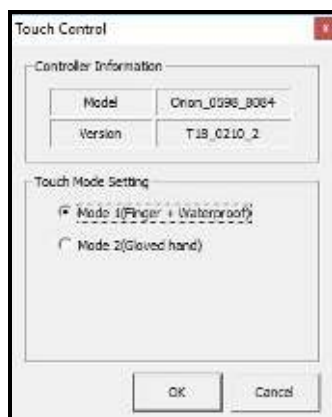 Touch Control
Controller Information
Model Orion_0598_8084
Version T18_0210_2
Touch Mode Setting
Mode 1(Finger + Waterproof)
Mode 2(Gloved hand)
OK Cancel